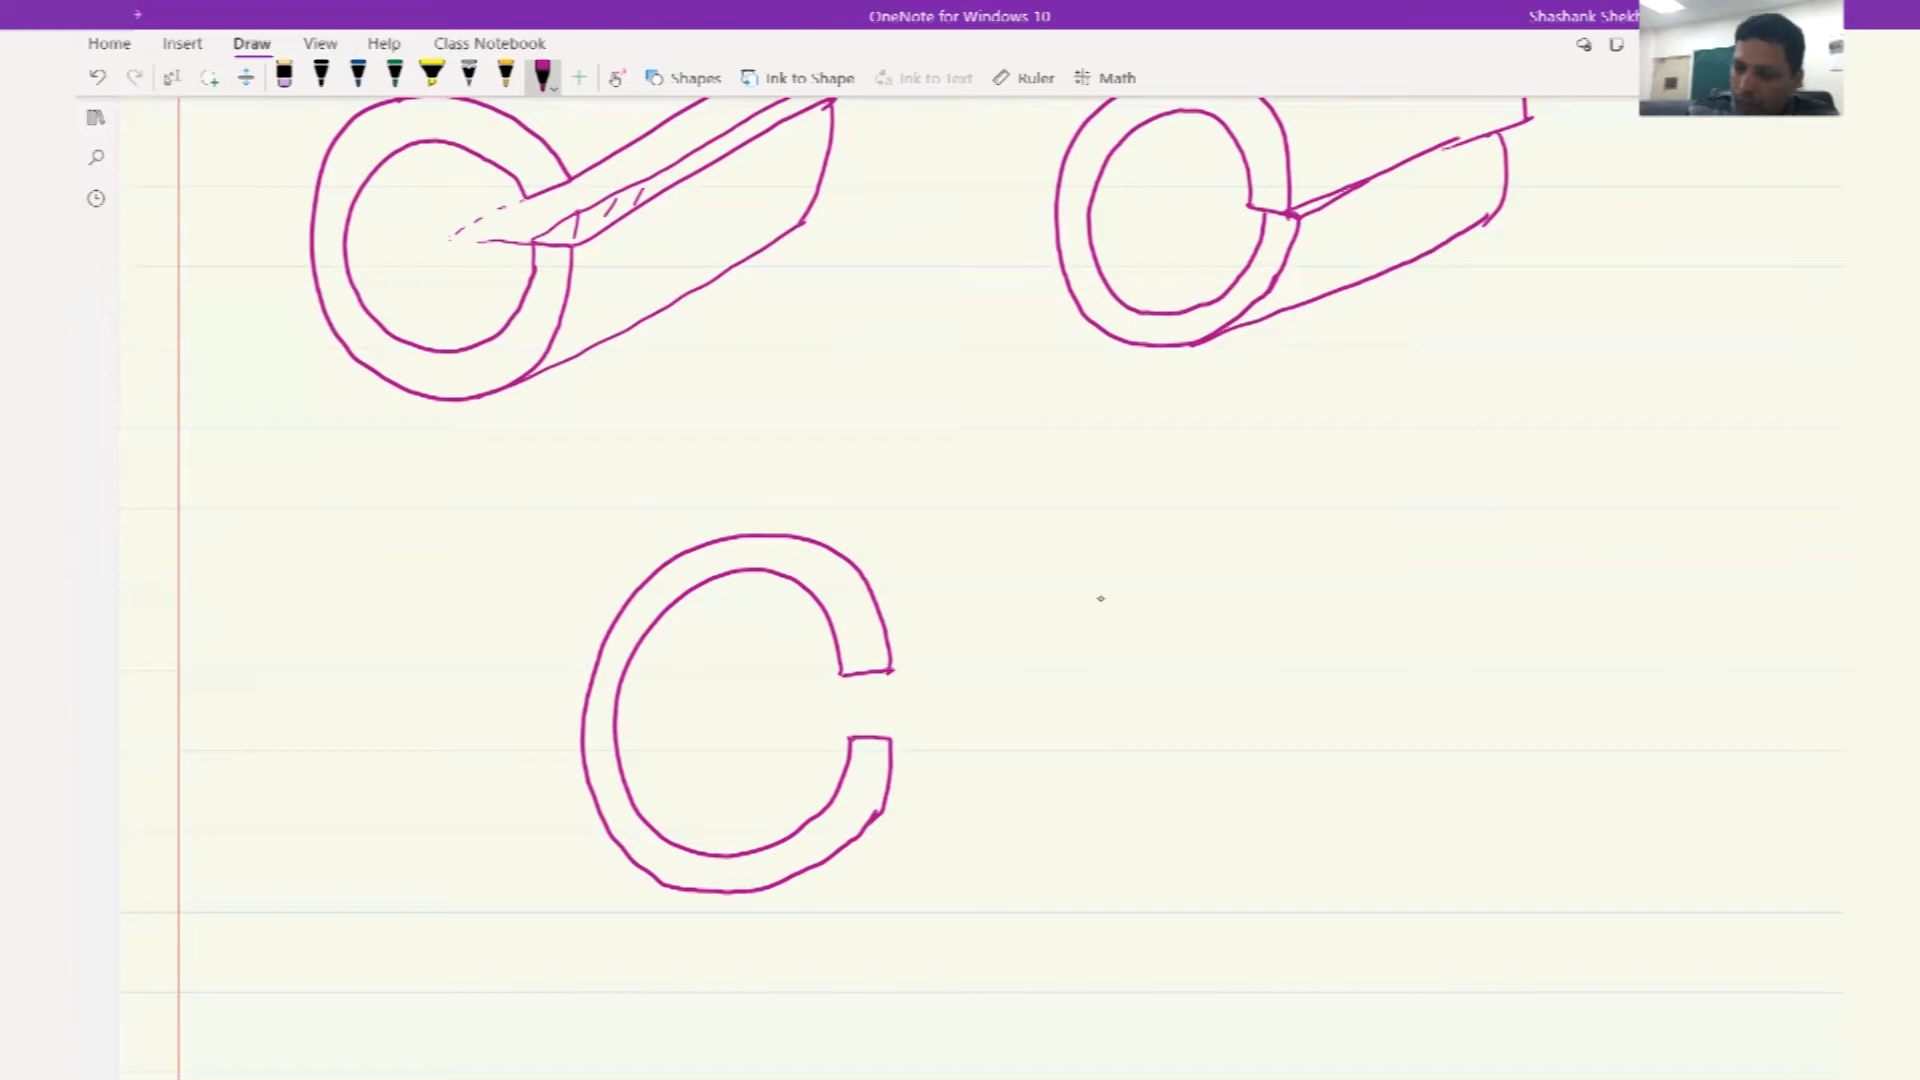 OneNote for Windows 10
Shashank Shekh
Home Insert Draw View Help Class Notebook
Shapes Ink to Shape Ink to Text Ruler Math